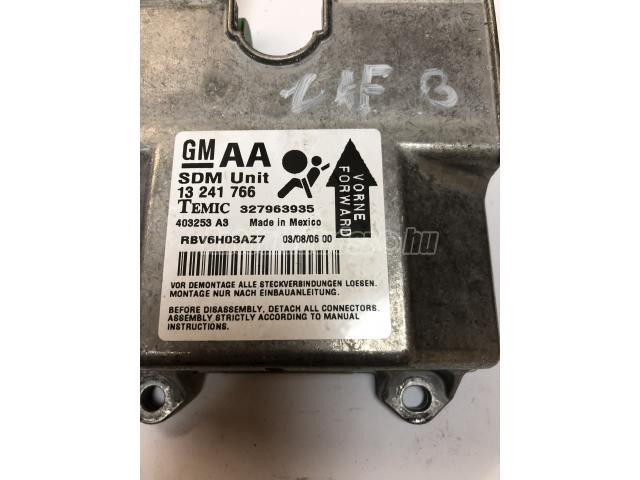 ZAF B
GM AA
SDM Unit
13 241 766
TEMIC 327963935
403253 A3 Made in Mexico
RBV6H03AZ7 03/08/06 00
VORNE
FORWARD
VOR DEMONTAGE ALLE STECKVERBINDUNGEN LOESEN.
MONTAGE NUR NACH EINBAUANLEITUNG.
BEFORE DISASSEMBLY, DETACH ALL CONNECTORS.
ASSEMBLY STRICTLY ACCORDING TO MANUAL
INSTRUCTIONS.